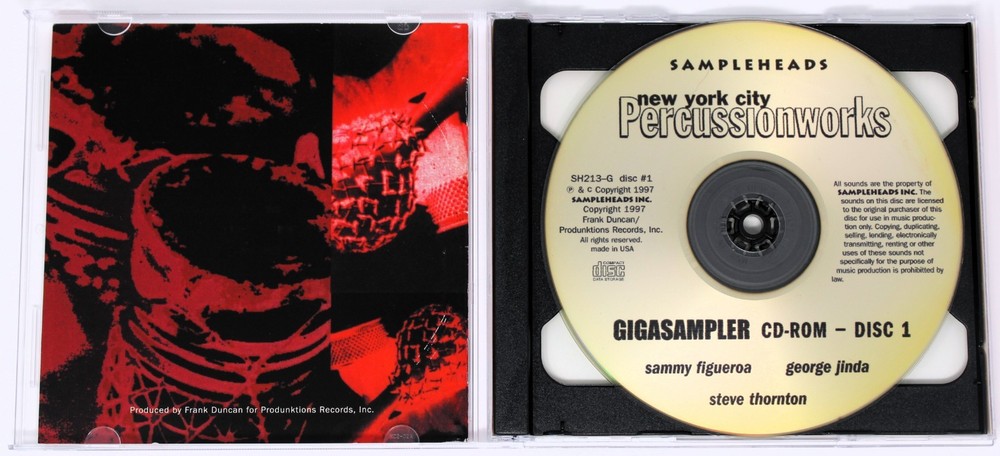 Produced by Frank Duncan for Produnktions Records, Inc.
SAMPLEHEADS
new york city
Percussionworks
SH213-G disc #1
℗ & © Copyright 1997
SAMPLEHEADS INC.
Copyright 1997
Frank Duncan/
Produnktions Records, Inc.
All rights reserved.
made in USA
COMPACT
disc
DATA STORAGE
All sounds are the property of
SAMPLEHEADS INC. The
sounds on this disc are licensed
to the original purchaser of this
disc for use in music produc-
tion only. Copying, duplicating,
selling, lending, electronically
transmitting, renting or other
uses of these sounds not
specifically for the purpose of
music production is prohibited by
law.
GIGASAMPLER CD-ROM – DISC 1
sammy figueroa george jinda
steve thornton